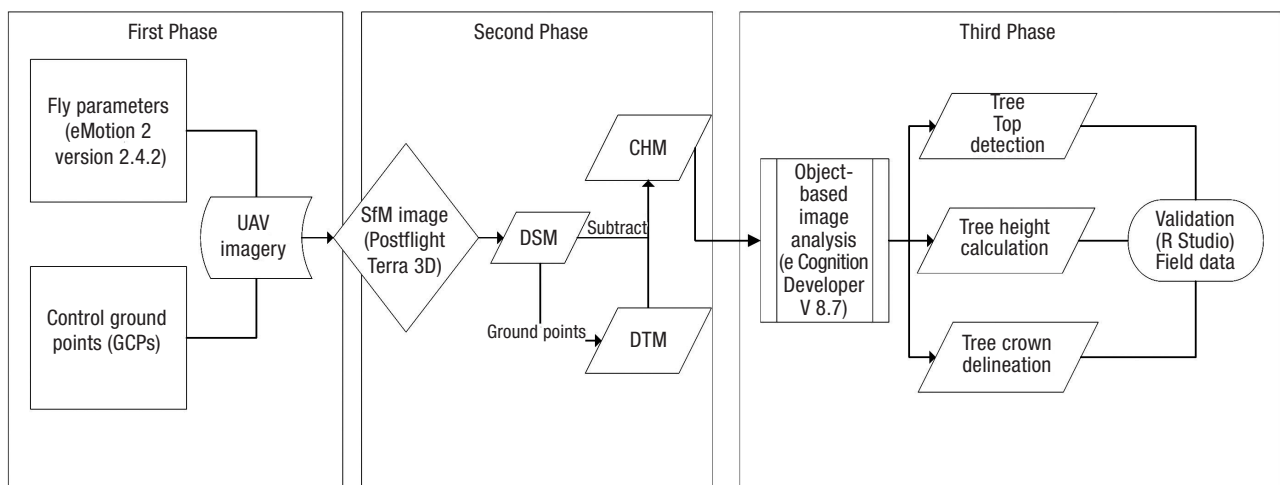 First Phase
Fly parameters
(eMotion 2
version 2.4.2)
UAV
imagery
Control ground
points (GCPs)
Second Phase
SfM image
(Postflight
Terra 3D)
DSM
Subtract
CHM
Ground points
DTM
Third Phase
Object-
based
image
analysis
(e Cognition
Developer
V 8.7)
Tree
Top
detection
Tree height
calculation
Tree crown
delineation
Validation
(R Studio)
Field data